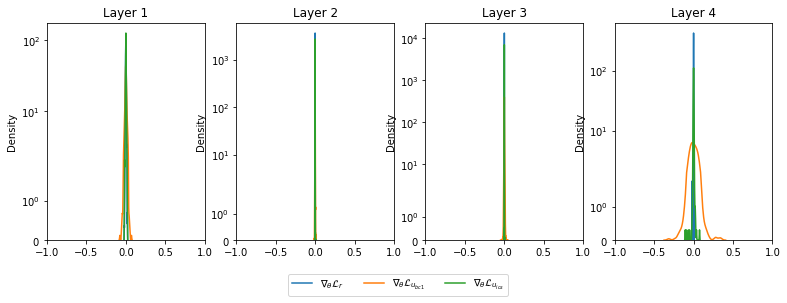 Layer 1 Layer 2 Layer 3 Layer 4
Density 10² 10¹ 10⁰ 0
Density 10³ 10² 10¹ 10⁰ 0
Density 10⁴ 10³ 10² 10¹ 10⁰ 0
Density 10² 10¹ 10⁰ 0
−1.0 −0.5 0.0 0.5 1.0 −1.0 −0.5 0.0 0.5 1.0 −1.0 −0.5 0.0 0.5 1.0 −1.0 −0.5 0.0 0.5 1.0
∇θℒr ∇θℒu_bc1